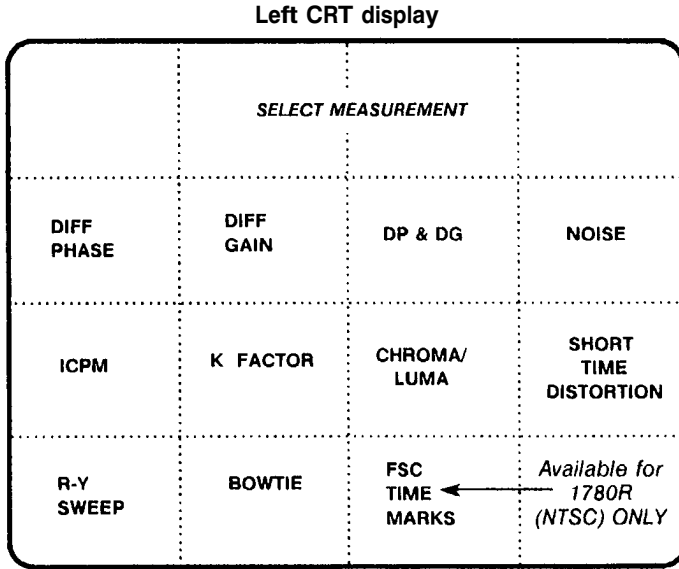 Left CRT display
SELECT MEASUREMENT
DIFF
PHASE
DIFF
GAIN
DP & DG
NOISE
ICPM
K FACTOR
CHROMA/
LUMA
SHORT
TIME
DISTORTION
R-Y
SWEEP
BOWTIE
FSC
TIME
MARKS
Available for
1780R
(NTSC) ONLY